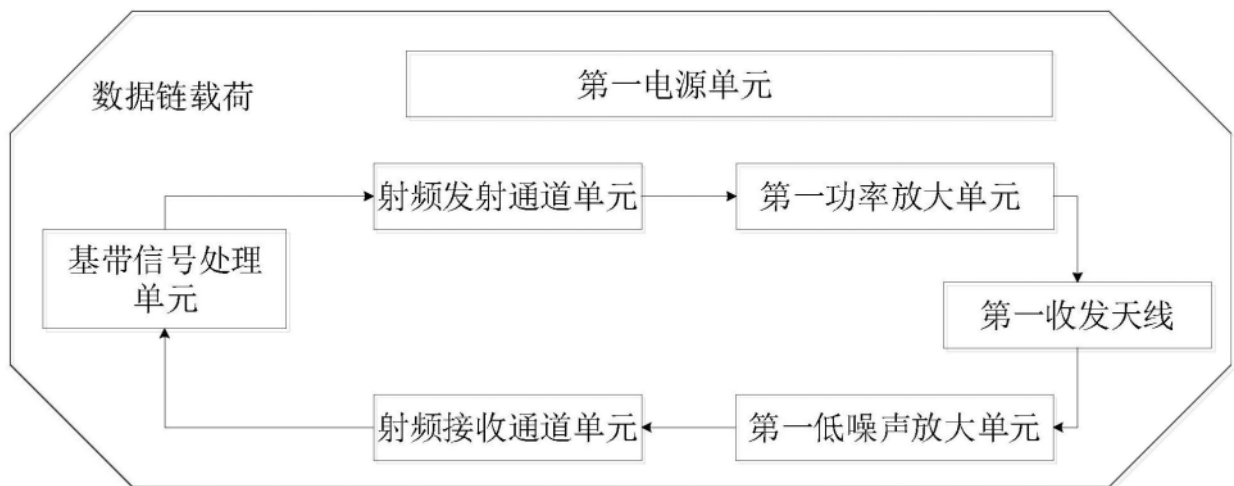 第一电源单元
数据链载荷
射频发射通道单元
第一功率放大单元
基带信号处理
单元
第一收发天线
射频接收通道单元
第一低噪声放大单元